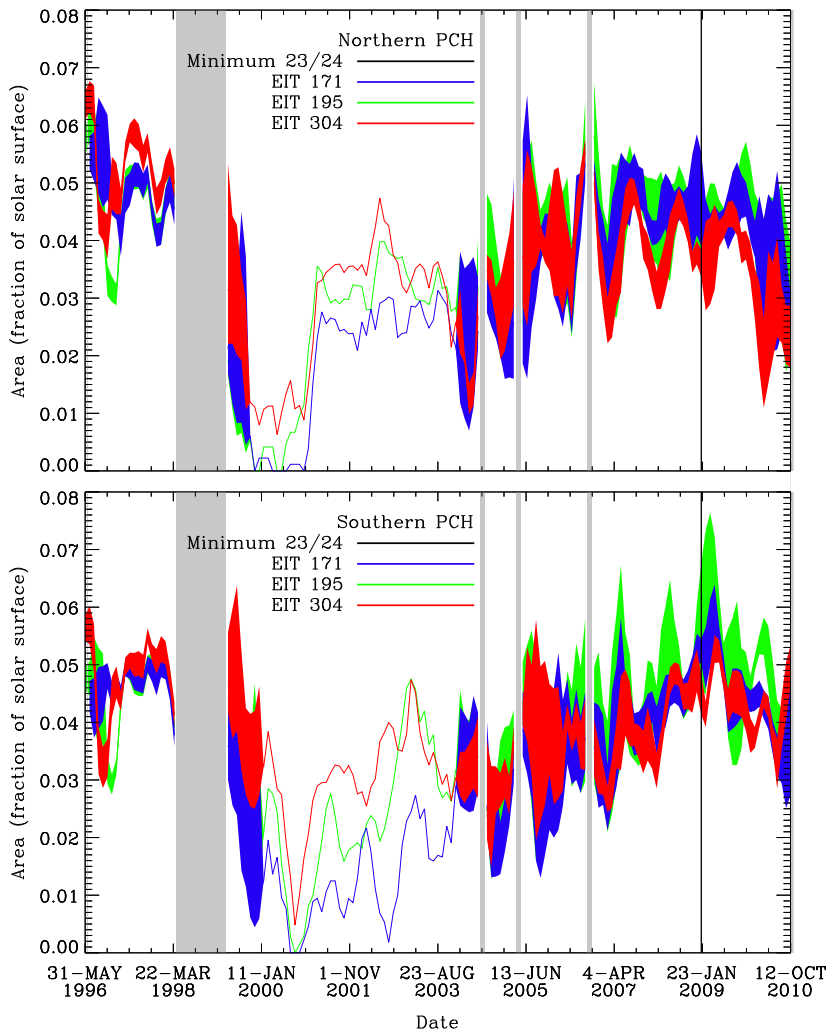 0.08
0.07
0.06
0.05
0.04
0.03
0.02
0.01
0.00
Area (fraction of solar surface)
Northern PCH
Minimum 23/24
EIT 171
EIT 195
EIT 304
0.08
0.07
0.06
0.05
0.04
0.03
0.02
0.01
0.00
Area (fraction of solar surface)
Southern PCH
Minimum 23/24
EIT 171
EIT 195
EIT 304
31-MAY 22-MAR 11-JAN 1-NOV 23-AUG 13-JUN 4-APR 23-JAN 12-OCT
1996 1998 2000 2001 2003 2005 2007 2009 2010
Date